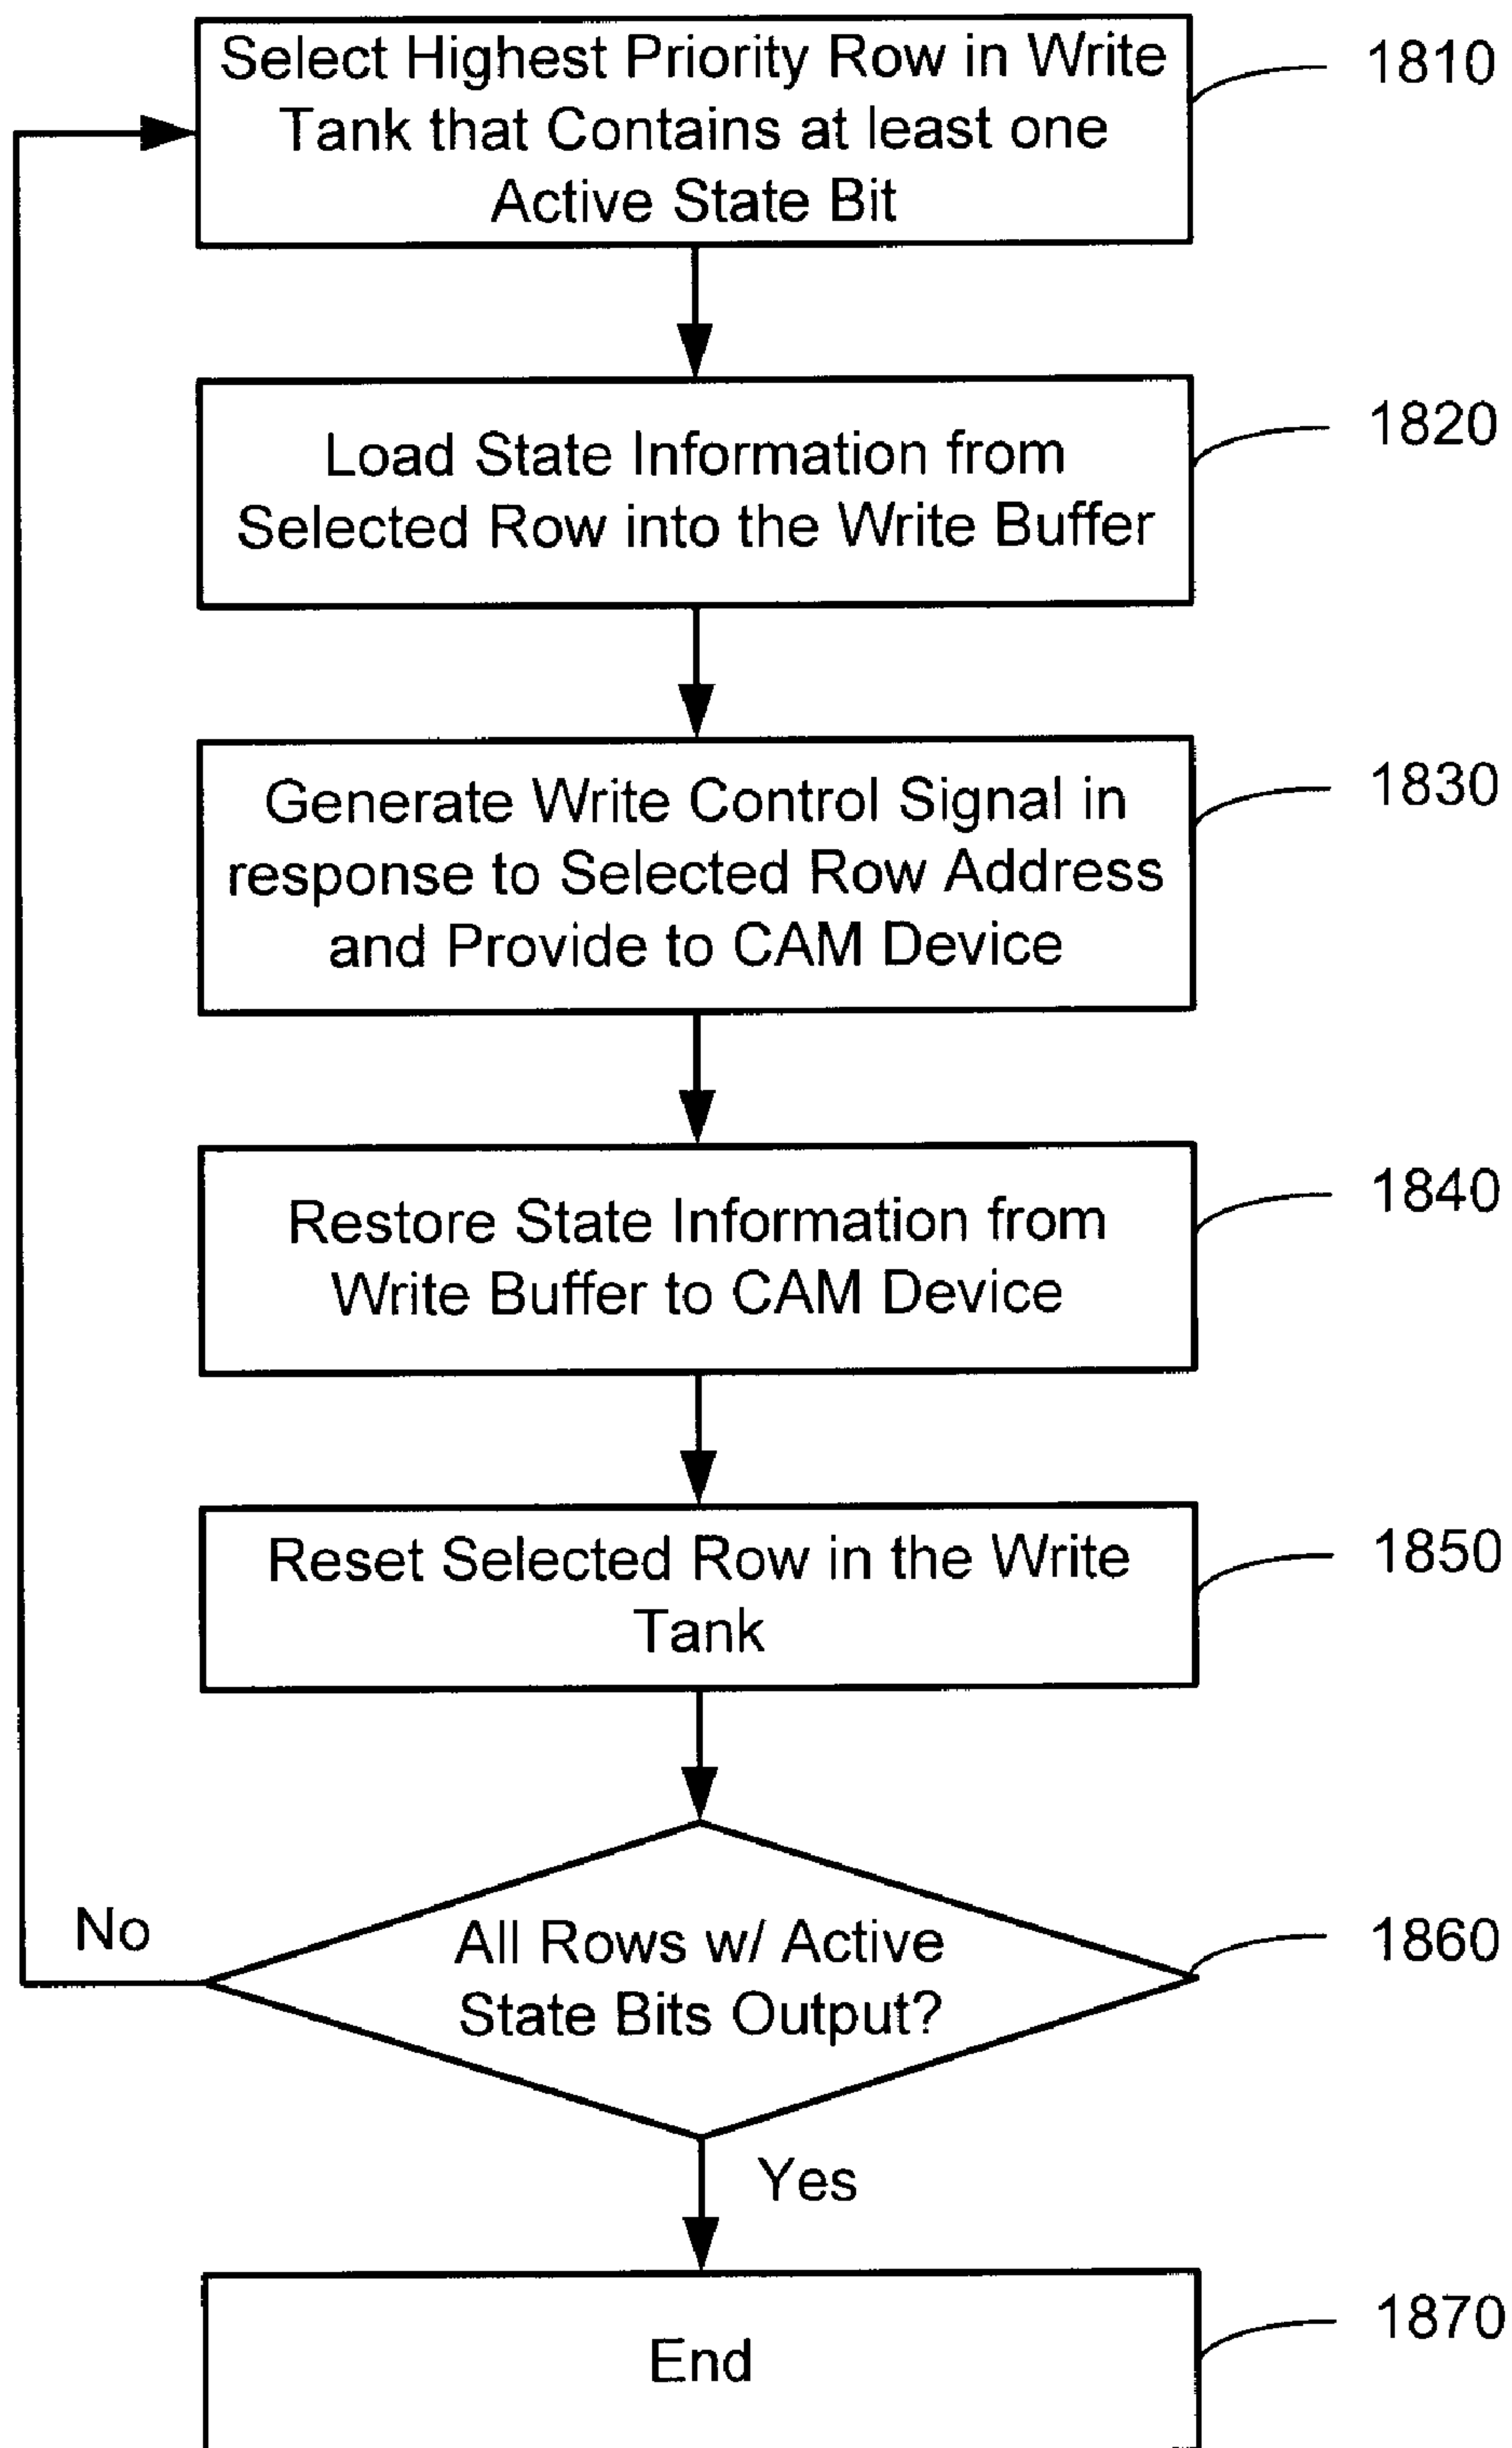 Select Highest Priority Row in Write
Tank that Contains at least one
Active State Bit
1810
Load State Information from
Selected Row into the Write Buffer
1820
Generate Write Control Signal in
response to Selected Row Address
and Provide to CAM Device
1830
Restore State Information from
Write Buffer to CAM Device
1840
Reset Selected Row in the Write
Tank
1850
No
All Rows w/ Active
State Bits Output?
1860
Yes
End
1870